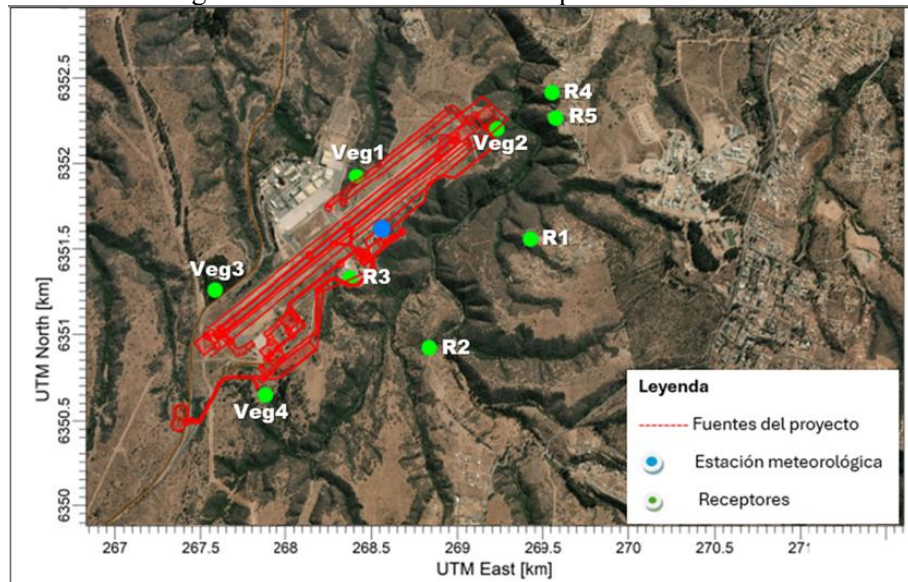 Veg1
Veg2
Veg3
Veg4
R1
R2
R3
R4
R5
UTM North [km]
6352.5
6352
6351.5
6351
6350.5
6350
267
267.5
268
268.5
269
269.5
270
270.5
271
UTM East [km]
Leyenda
Fuentes del proyecto
Estación meteorológica
Receptores